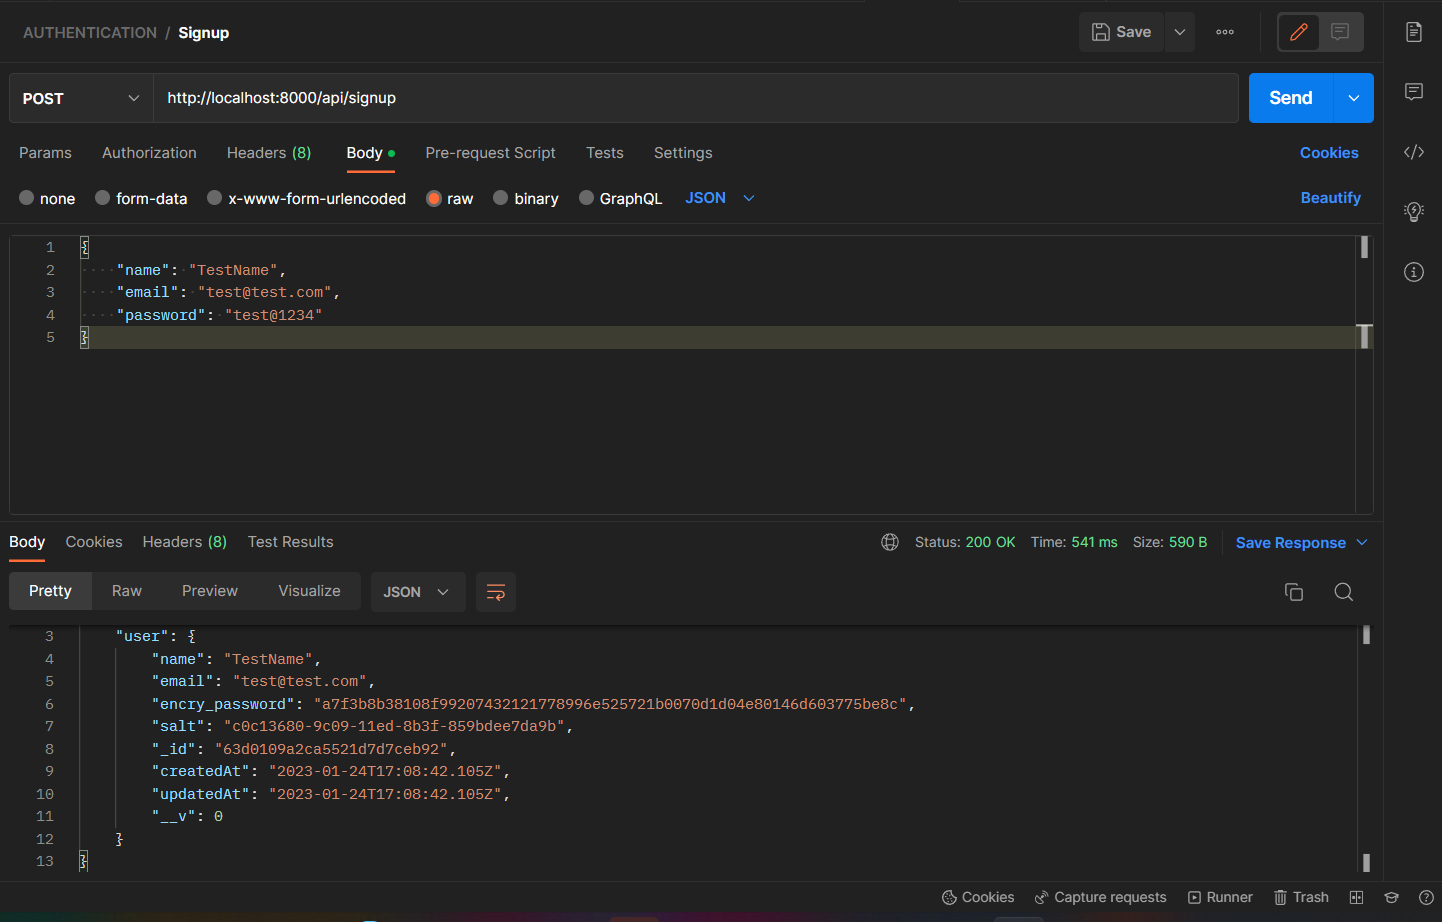 AUTHENTICATION / Signup
Save
POST
http://localhost:8000/api/signup
Send
Params Authorization Headers (8) Body Pre-request Script Tests Settings Cookies
none form-data x-www-form-urlencoded raw binary GraphQL JSON Beautify
1 {
2 "name": "TestName",
3 "email": "test@test.com",
4 "password": "test@1234"
5 }
Body Cookies Headers (8) Test Results Status: 200 OK Time: 541 ms Size: 590 B Save Response
Pretty Raw Preview Visualize JSON
3 "user": {
4 "name": "TestName",
5 "email": "test@test.com",
6 "encry_password": "a7f3b8b38108f99207432121778996e525721b0070d1d04e80146d603775be8c",
7 "salt": "c0c13680-9c09-11ed-8b3f-859bdee7da9b",
8 "_id": "63d0109a2ca5521d7d7ceb92",
9 "createdAt": "2023-01-24T17:08:42.105Z",
10 "updatedAt": "2023-01-24T17:08:42.105Z",
11 "__v": 0
12 }
13 }
Cookies Capture requests Runner Trash